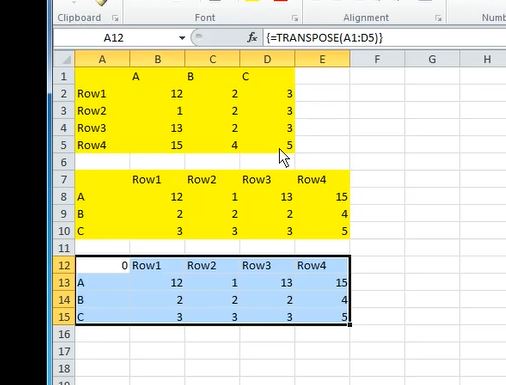 Clipboard Font Alignment Num
A12 fx {=TRANSPOSE(A1:D5)}
A B C D E F G H
1 A B C
2 Row1 12 2 3
3 Row2 1 2 3
4 Row3 13 2 3
5 Row4 15 4 5
6
7 Row1 Row2 Row3 Row4
8 A 12 1 13 15
9 B 2 2 2 4
10 C 3 3 3 5
11
12 0 Row1 Row2 Row3 Row4
13 A 12 1 13 15
14 B 2 2 2 4
15 C 3 3 3 5
16
17
18